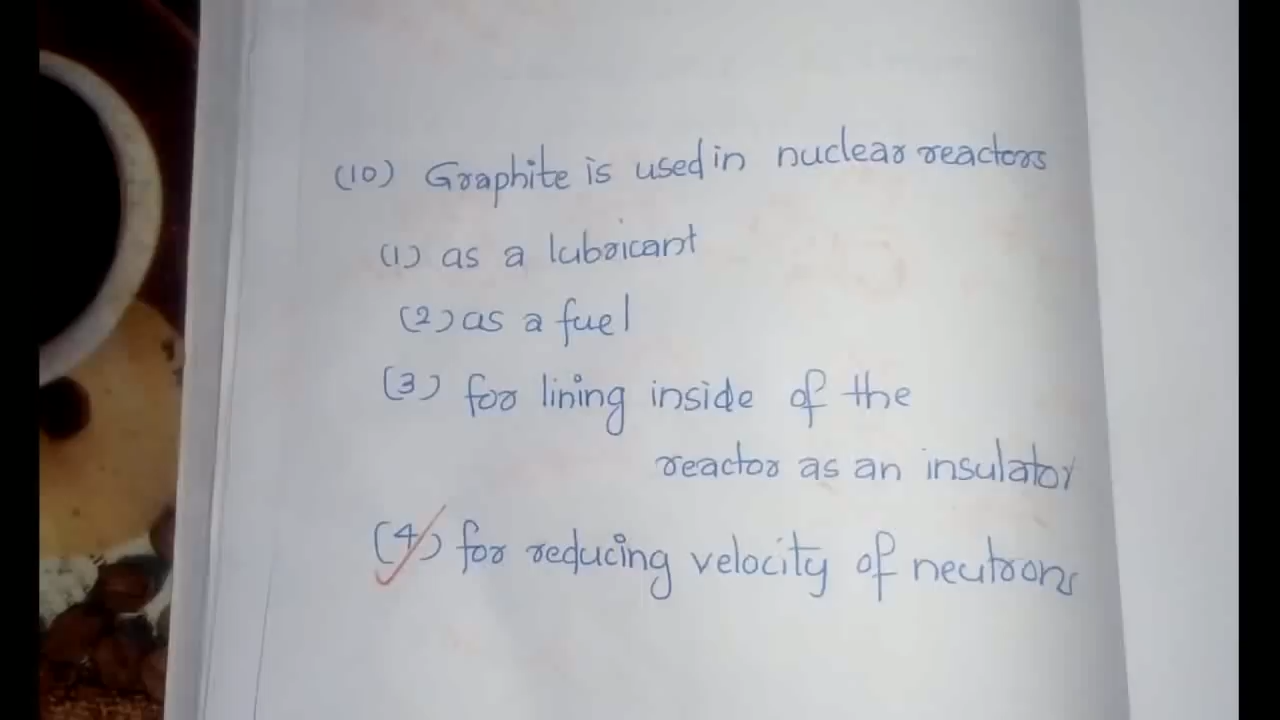 (10) Graphite is used in nuclear reactors
(1) as a lubricant
(2) as a fuel
(3) for lining inside of the
reactor as an insulator
(4) for reducing velocity of neutrons